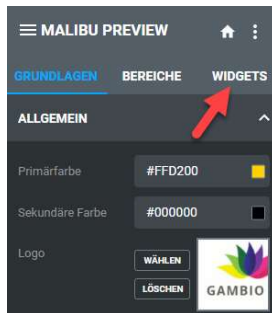 MALIBU PREVIEW
GRUNDLAGEN BEREICHE WIDGETS
ALLGEMEIN
Primärfarbe #FFD200
Sekundäre Farbe #000000
Logo WÄHLEN
LÖSCHEN GAMBIO